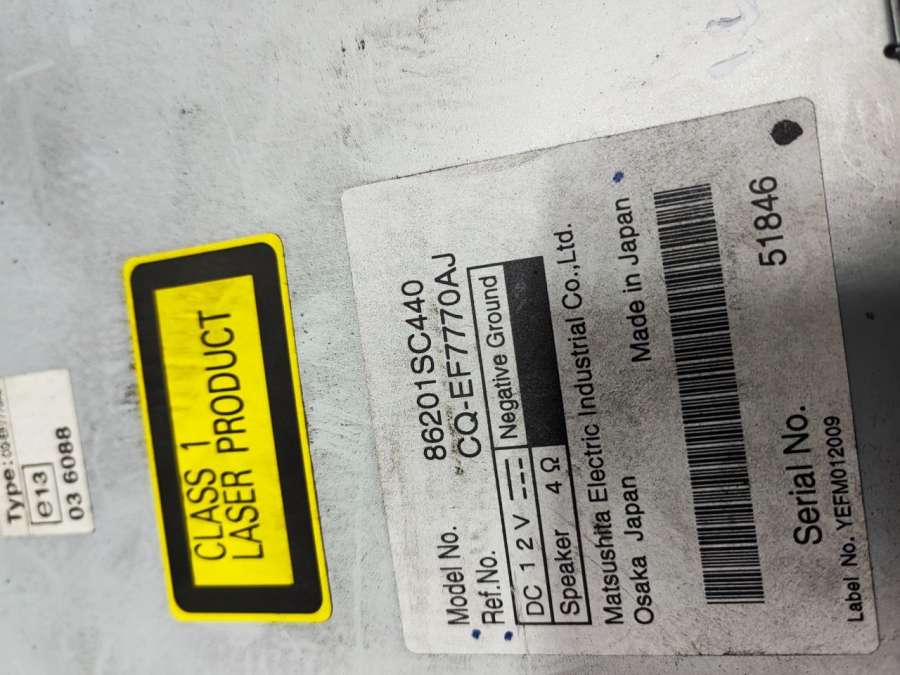 Type:
e13
03 6088
CLASS 1
LASER PRODUCT
Model No. 86201SC440
Ref.No. CQ-EF7770AJ
DC 12V Negative Ground
Speaker 4Ω
Matsushita Electric Industrial Co.,Ltd.
Osaka Japan Made in Japan
Serial No. 51846
Label No. YEFM012009